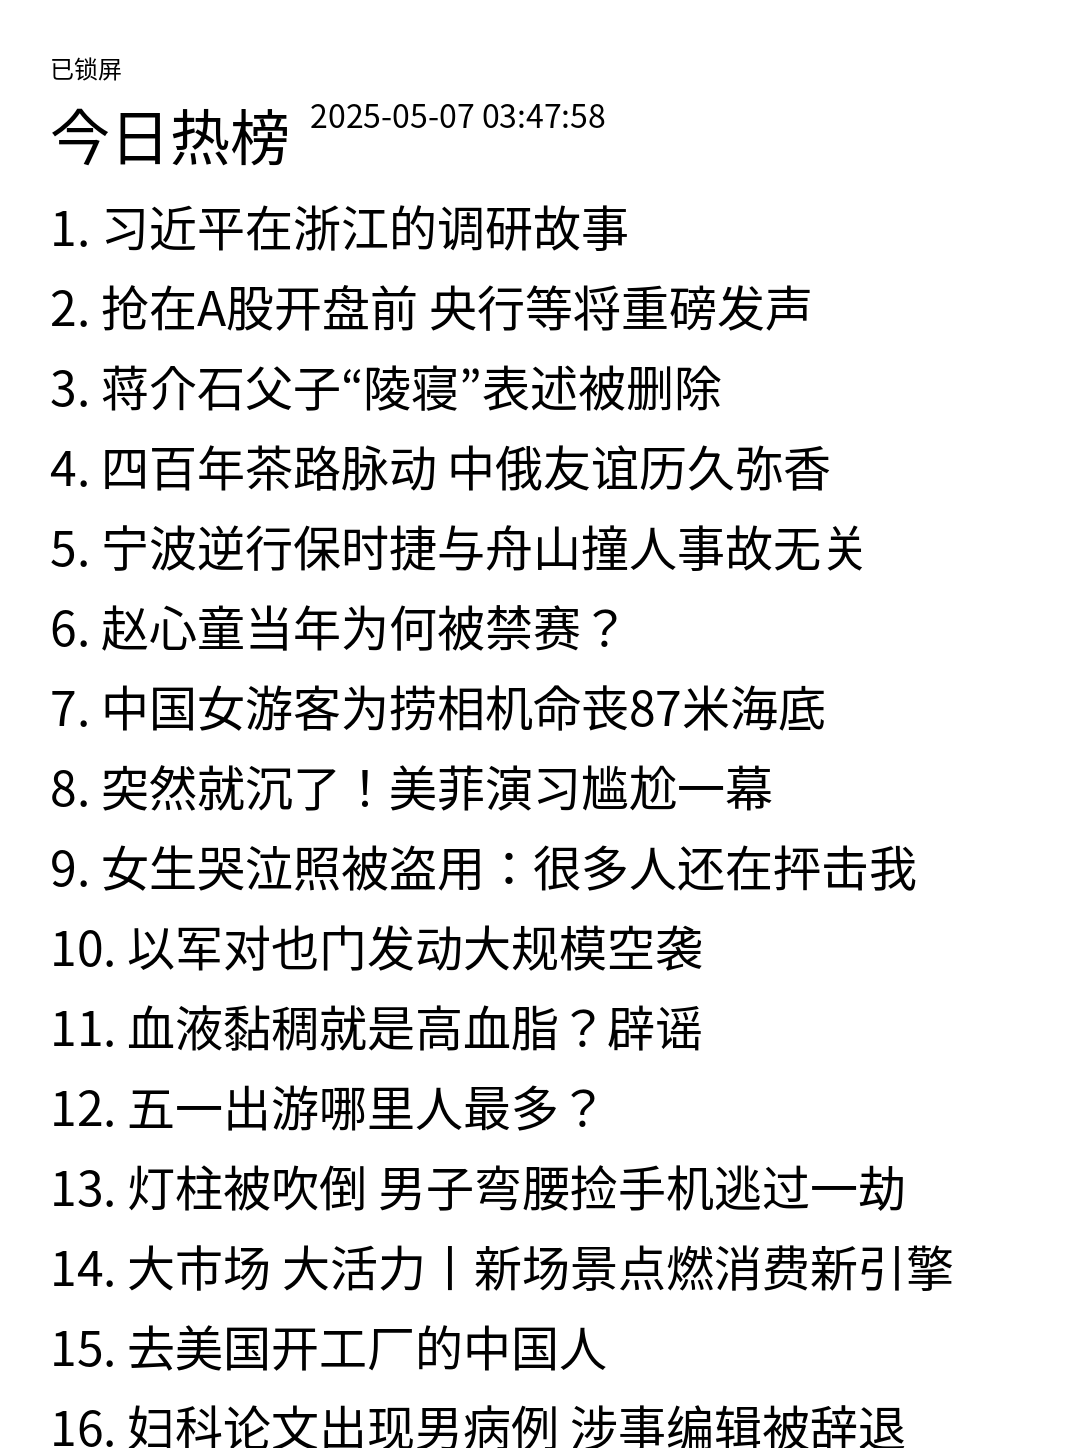 已锁屏
今日热榜 2025-05-07 03:47:58
1. 习近平在浙江的调研故事
2. 抢在A股开盘前 央行等将重磅发声
3. 蒋介石父子“陵寝”表述被删除
4. 四百年茶路脉动 中俄友谊历久弥香
5. 宁波逆行保时捷与舟山撞人事故无关
6. 赵心童当年为何被禁赛？
7. 中国女游客为捞相机命丧87米海底
8. 突然就沉了！美菲演习尴尬一幕
9. 女生哭泣照被盗用：很多人还在抨击我
10. 以军对也门发动大规模空袭
11. 血液黏稠就是高血脂？辟谣
12. 五一出游哪里人最多？
13. 灯柱被吹倒 男子弯腰捡手机逃过一劫
14. 大市场 大活力丨新场景点燃消费新引擎
15. 去美国开工厂的中国人
16. 妇科论文出现男病例 涉事编辑被辞退